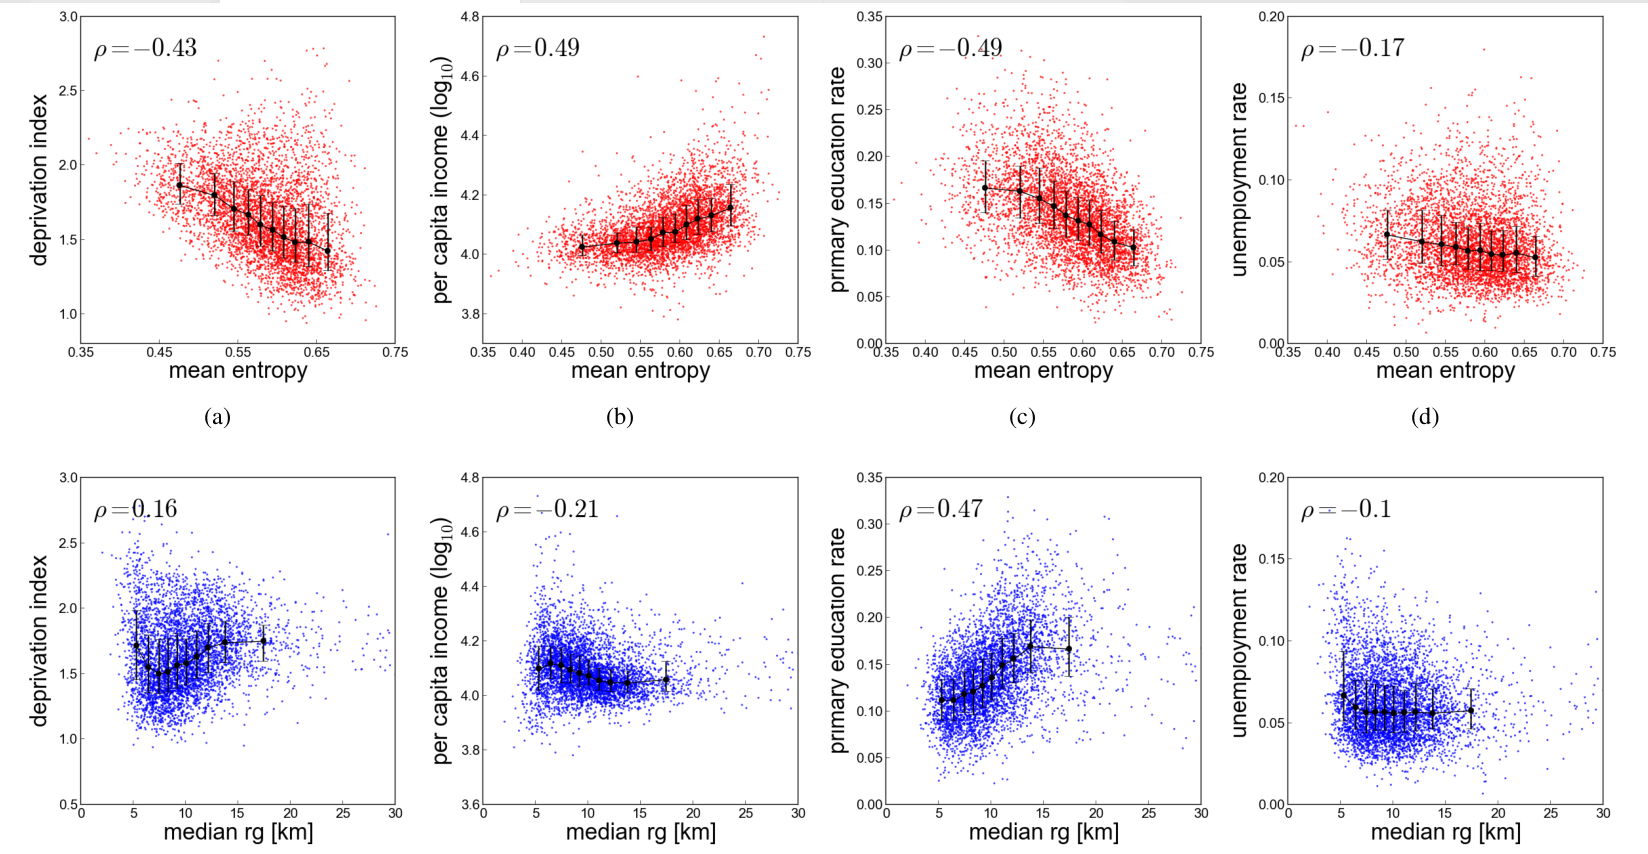 ρ=−0.43
deprivation index
3.0
2.5
2.0
1.5
1.0
0.35 0.45 0.55 0.65 0.75
mean entropy
(a)
ρ=0.49
per capita income (log10)
4.8
4.6
4.4
4.2
4.0
3.8
0.35 0.40 0.45 0.50 0.55 0.60 0.65 0.70 0.75
mean entropy
(b)
ρ=−0.49
primary education rate
0.35
0.30
0.25
0.20
0.15
0.10
0.05
0.00
0.35 0.40 0.45 0.50 0.55 0.60 0.65 0.70 0.75
mean entropy
(c)
ρ=−0.17
unemployment rate
0.20
0.15
0.10
0.05
0.00
0.35 0.40 0.45 0.50 0.55 0.60 0.65 0.70 0.75
mean entropy
(d)
ρ=0.16
deprivation index
3.0
2.5
2.0
1.5
1.0
0.5
0 5 10 15 20 25 30
median rg [km]
ρ=−0.21
per capita income (log10)
4.8
4.6
4.4
4.2
4.0
3.8
3.6
0 5 10 15 20 25 30
median rg [km]
ρ=0.47
primary education rate
0.35
0.30
0.25
0.20
0.15
0.10
0.05
0.00
0 5 10 15 20 25 30
median rg [km]
ρ=−0.1
unemployment rate
0.20
0.15
0.10
0.05
0.00
0 5 10 15 20 25 30
median rg [km]